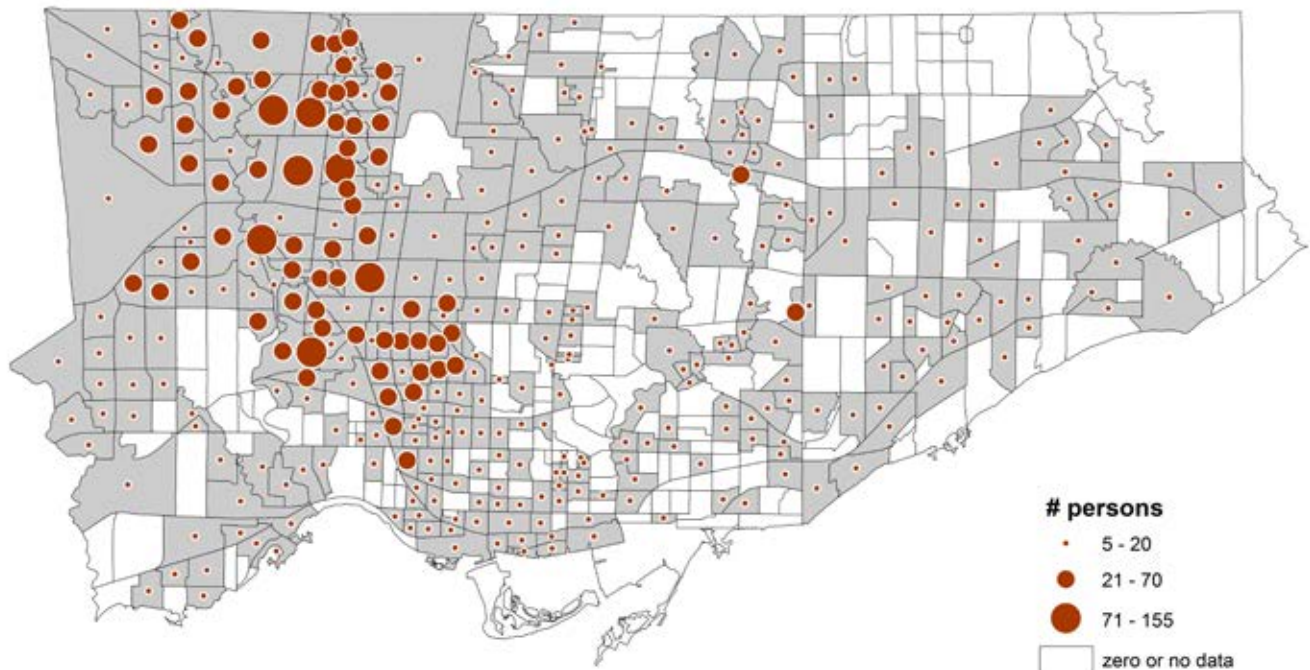 # persons
5 - 20
21 - 70
71 - 155
zero or no data